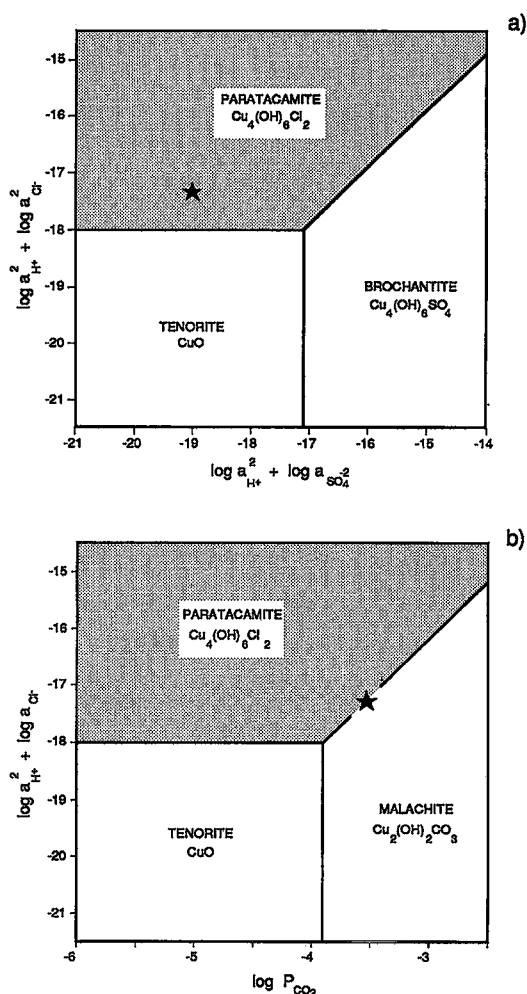 a)
-15
-16
-17
-18
-19
-20
-21
log a²H⁺ + log a²Cl⁻
PARATACAMITE
Cu₄(OH)₆Cl₂
TENORITE
CuO
BROCHANTITE
Cu₄(OH)₆SO₄
-21 -20 -19 -18 -17 -16 -15 -14
log a²H⁺ + log aSO₄⁻²
b)
-15
-16
-17
-18
-19
-20
-21
log a²H⁺ + log aCl⁻
PARATACAMITE
Cu₄(OH)₆Cl₂
TENORITE
CuO
MALACHITE
Cu₂(OH)₂CO₃
-6 -5 -4 -3
log PCO₂